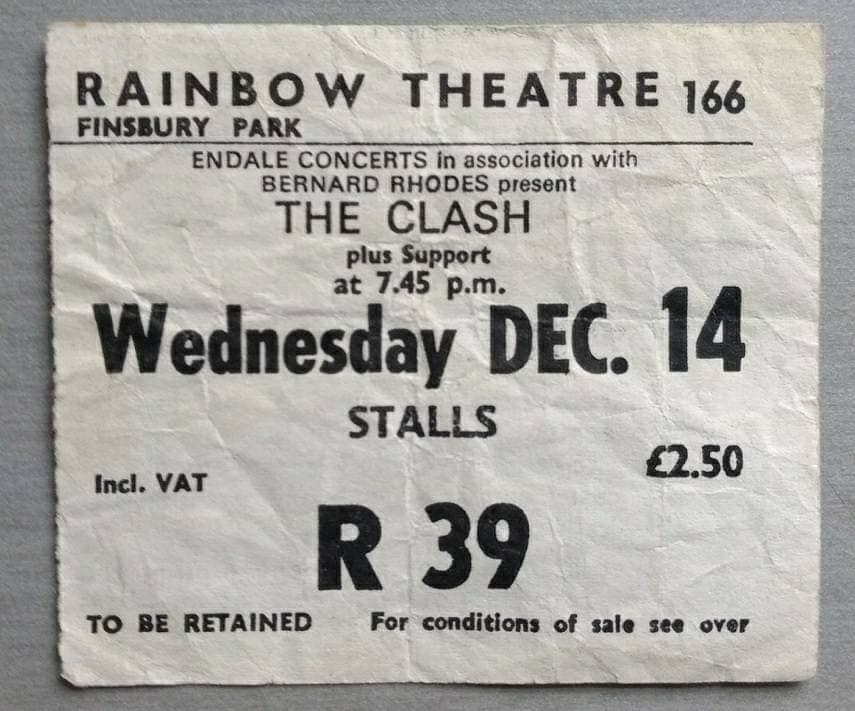 RAINBOW THEATRE 166
FINSBURY PARK
ENDALE CONCERTS in association with
BERNARD RHODES present
THE CLASH
plus Support
at 7.45 p.m.
Wednesday DEC. 14
STALLS
£2.50
Incl. VAT
R 39
TO BE RETAINED For conditions of sale see over